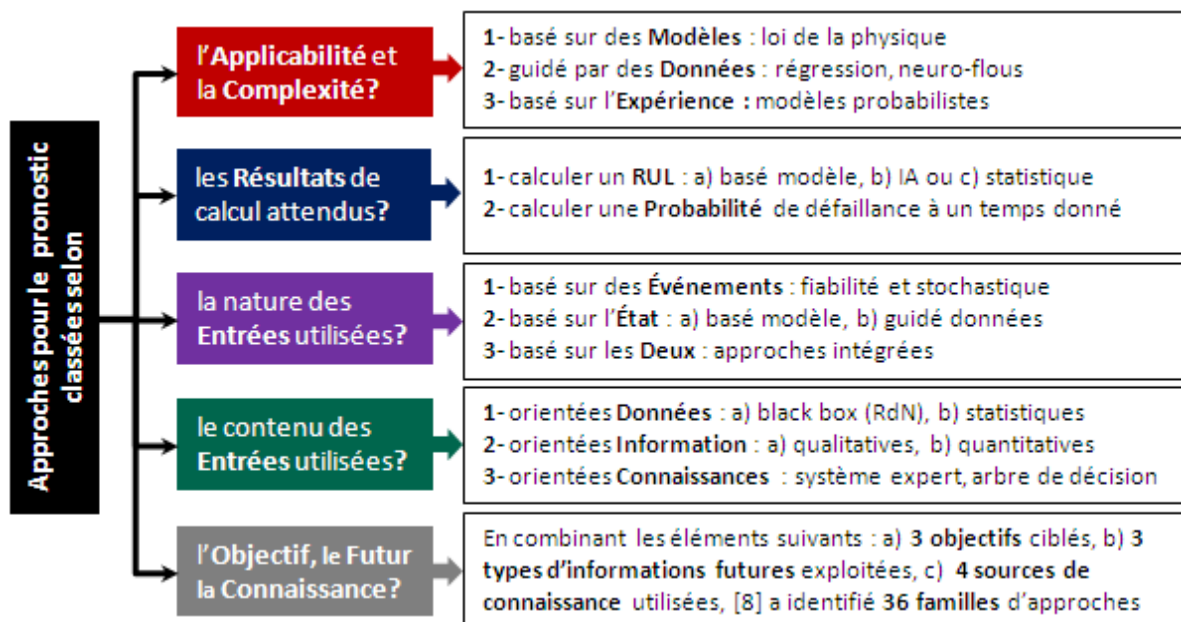 Approches pour le pronostic
classées selon
l'Applicabilité et
la Complexité?
1- basé sur des Modèles : loi de la physique
2- guidé par des Données : régression, neuro-flous
3- basé sur l'Expérience : modèles probabilistes
les Résultats de
calcul attendus?
1- calculer un RUL : a) basé modèle, b) IA ou c) statistique
2- calculer une Probabilité de défaillance à un temps donné
la nature des
Entrées utilisées?
1- basé sur des Événements : fiabilité et stochastique
2- basé sur l'État : a) basé modèle, b) guidé données
3- basé sur les Deux : approches intégrées
le contenu des
Entrées utilisées?
1- orientées Données : a) black box (RdN), b) statistiques
2- orientées Information : a) qualitatives, b) quantitatives
3- orientées Connaissances : système expert, arbre de décision
l'Objectif, le Futur
la Connaissance?
En combinant les éléments suivants : a) 3 objectifs ciblés, b) 3
types d'informations futures exploitées, c) 4 sources de
connaissance utilisées, [8] a identifié 36 familles d'approches